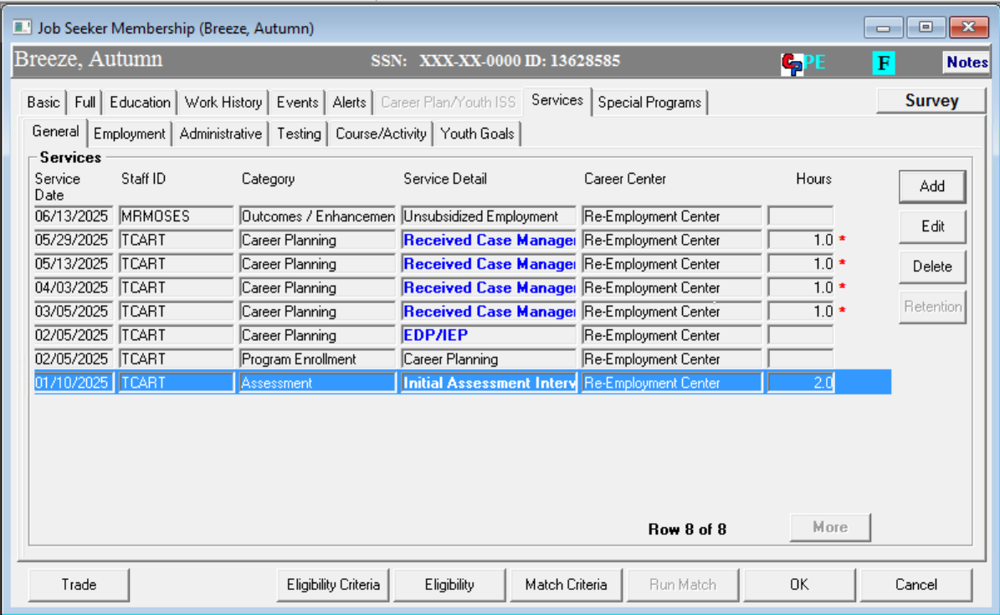 Job Seeker Membership (Breeze, Autumn)
Breeze, Autumn SSN: XXX-XX-0000 ID: 13628585 CP PE F Notes
Basic Full Education Work History Events Alerts Career Plan/Youth ISS Services Special Programs Survey
General Employment Administrative Testing Course/Activity Youth Goals
Services
Service Date Staff ID Category Service Detail Career Center Hours
06/13/2025 MRMOSES Outcomes / Enhancemen Unsubsidized Employment Re-Employment Center
05/29/2025 TCART Career Planning Received Case Manager Re-Employment Center 1.0 *
05/13/2025 TCART Career Planning Received Case Manager Re-Employment Center 1.0 *
04/03/2025 TCART Career Planning Received Case Manager Re-Employment Center 1.0 *
03/05/2025 TCART Career Planning Received Case Manager Re-Employment Center 1.0 *
02/05/2025 TCART Career Planning EDP/IEP Re-Employment Center
02/05/2025 TCART Program Enrollment Career Planning Re-Employment Center
01/10/2025 TCART Assessment Initial Assessment Interv Re-Employment Center 2.0
Add
Edit
Delete
Retention
Row 8 of 8 More
Trade Eligibility Criteria Eligibility Match Criteria Run Match OK Cancel